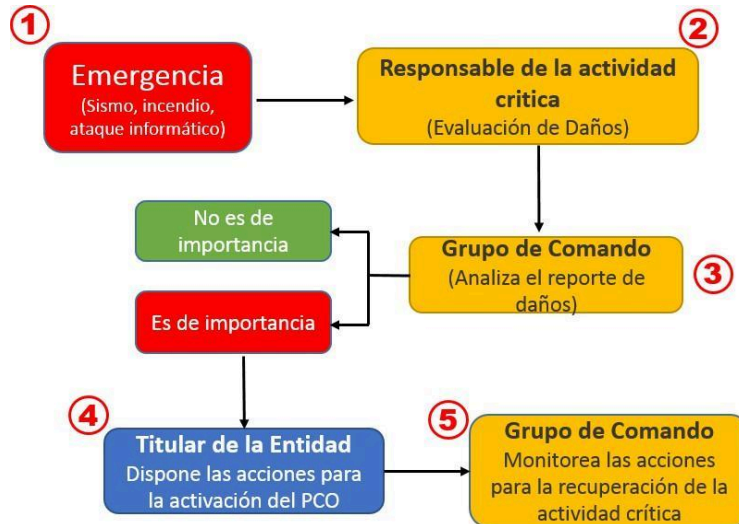 1
Emergencia
(Sismo, incendio,
ataque informático)
2
Responsable de la actividad
critica
(Evaluación de Daños)
No es de
importancia
Grupo de Comando
(Analiza el reporte de
daños)
3
Es de importancia
4
Titular de la Entidad
Dispone las acciones para
la activación del PCO
5
Grupo de Comando
Monitorea las acciones
para la recuperación de la
actividad crítica